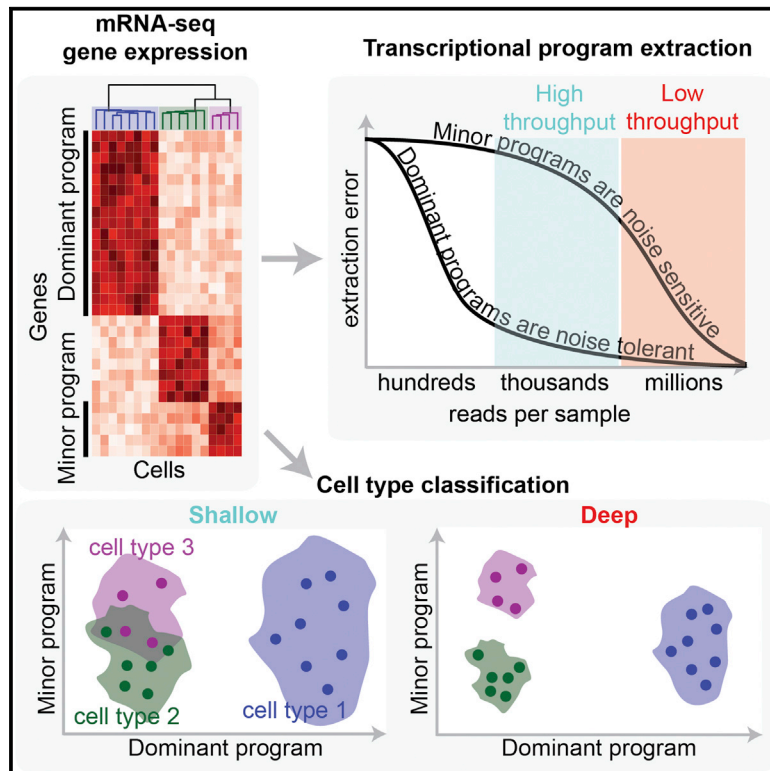 mRNA-seq
gene expression
Dominant program
Genes
Minor program
Cells
Transcriptional program extraction
High
throughput
Low
throughput
Minor programs are noise sensitive
Dominant programs are noise tolerant
extraction error
hundreds
thousands
millions
reads per sample
Cell type classification
Shallow
cell type 3
cell type 2
cell type 1
Minor program
Dominant program
Deep
Minor program
Dominant program